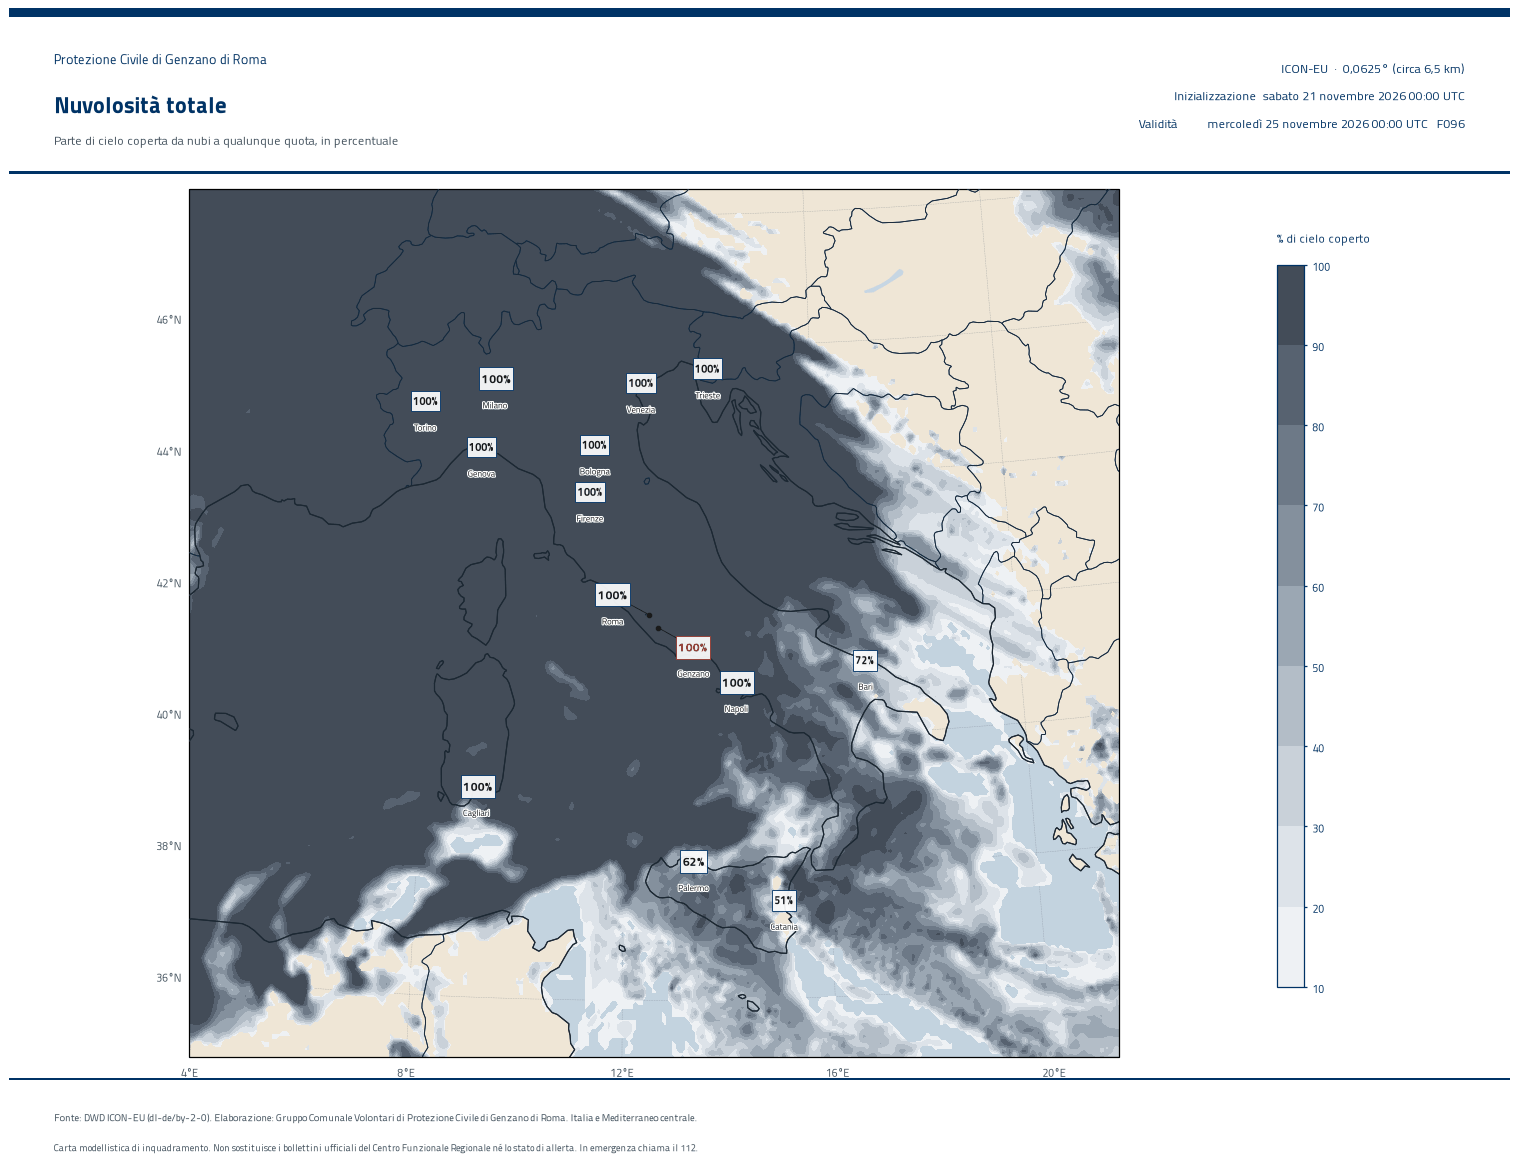 Protezione Civile di Genzano di Roma
Nuvolosità totale
Parte di cielo coperta da nubi a qualunque quota, in percentuale
ICON-EU · 0,0625° (circa 6,5 km)
Inizializzazione sabato 21 novembre 2026 00:00 UTC
Validità mercoledì 25 novembre 2026 00:00 UTC F096
% di cielo coperto
100
90
80
70
60
50
40
30
20
10
46°N
44°N
42°N
40°N
38°N
36°N
4°E
8°E
12°E
16°E
20°E
100%
Trieste
100%
Milano
100%
Venezia
100%
Torino
100%
Genova
100%
Bologna
100%
Firenze
100%
Roma
100%
Genzano
72%
Bari
100%
Napoli
100%
Cagliari
62%
Palermo
51%
Catania
Fonte: DWD ICON-EU (dl-de/by-2-0). Elaborazione: Gruppo Comunale Volontari di Protezione Civile di Genzano di Roma. Italia e Mediterraneo centrale.
Carta modellistica di inquadramento. Non sostituisce i bollettini ufficiali del Centro Funzionale Regionale né lo stato di allerta. In emergenza chiama il 112.